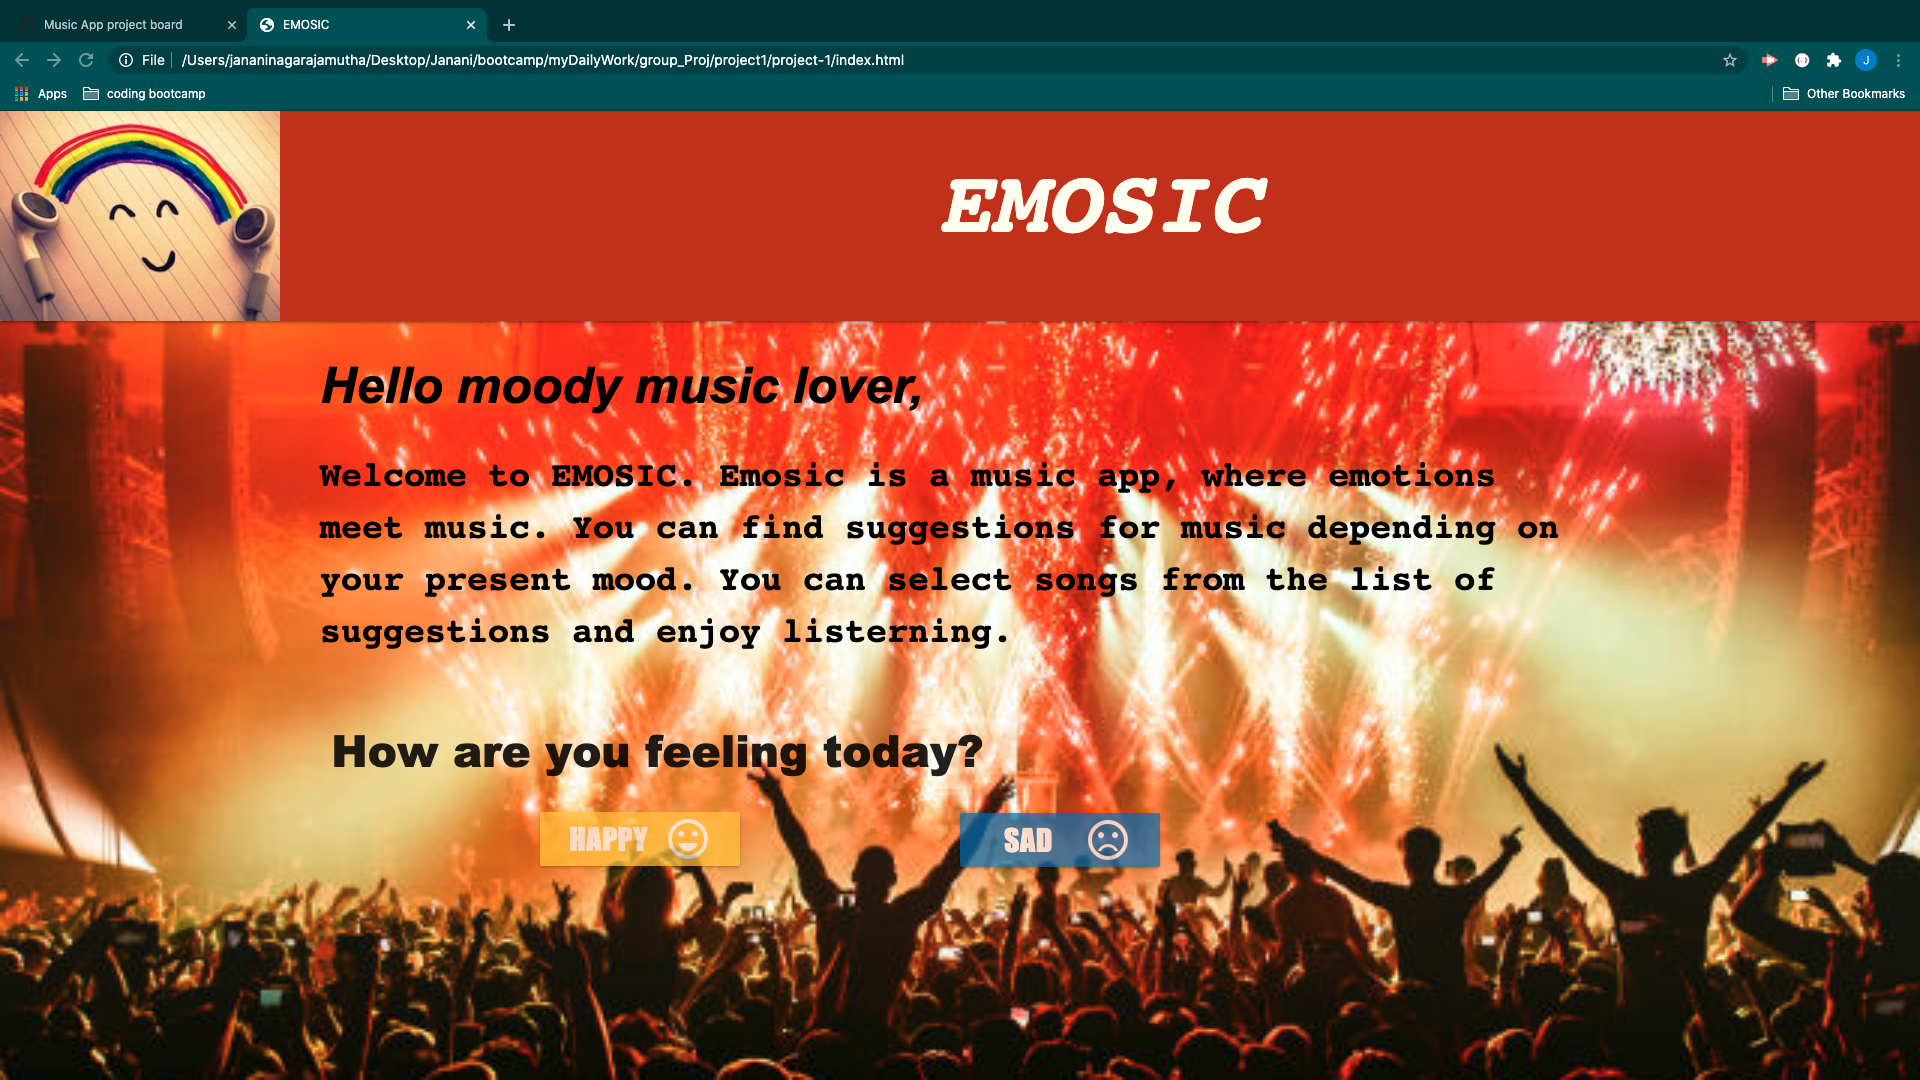 Music App project board
EMOSIC
File
/Users/jananinagarajamutha/Desktop/Janani/bootcamp/myDailyWork/group_Proj/project1/project-1/index.html
J
Apps
coding bootcamp
Other Bookmarks
EMOSIC
Hello moody music lover,
Welcome to EMOSIC. Emosic is a music app, where emotions
meet music. You can find suggestions for music depending on
your present mood. You can select songs from the list of
suggestions and enjoy listerning.
How are you feeling today?
HAPPY
SAD